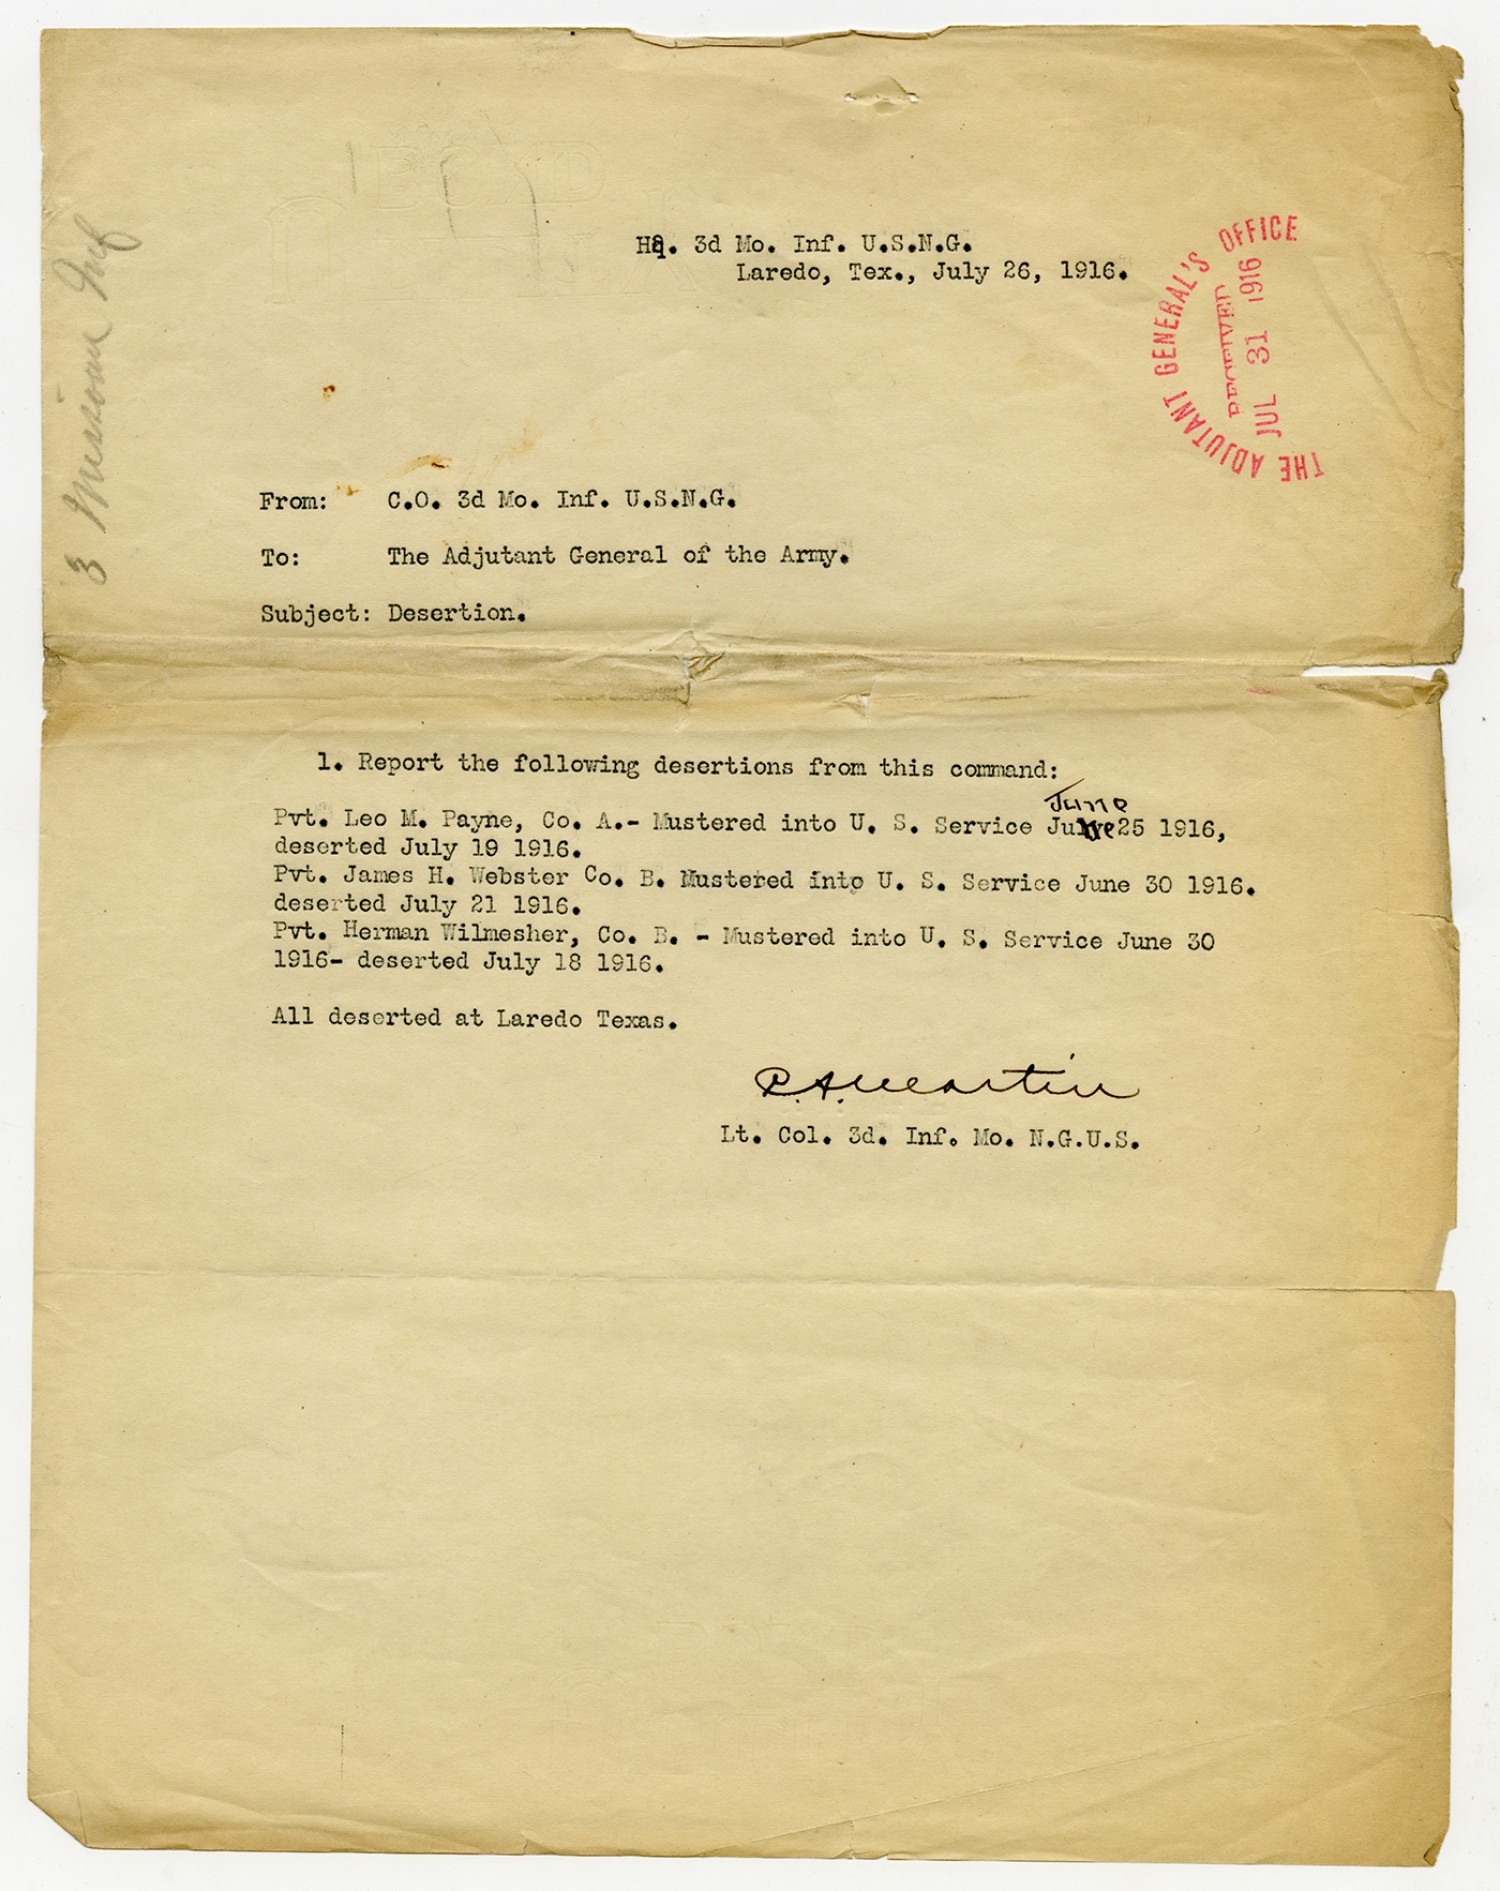 Hq. 3d Mo. Inf. U.S.N.G.
Laredo, Tex., July 26, 1916.
THE ADJUTANT GENERAL'S OFFICE
RECEIVED
JUL 31 1916
3 Missouri Inf
From: C.O. 3d Mo. Inf. U.S.N.G.
To: The Adjutant General of the Army.
Subject: Desertion.
1. Report the following desertions from this command:
June
Pvt. Leo M. Payne, Co. A.- Mustered into U. S. Service June 25 1916,
deserted July 19 1916.
Pvt. James H. Webster Co. B. Mustered into U. S. Service June 30 1916.
deserted July 21 1916.
Pvt. Herman Wilmesher, Co. B. - Mustered into U. S. Service June 30
1916- deserted July 18 1916.
All deserted at Laredo Texas.
R.A. Martin
Lt. Col. 3d. Inf. Mo. N.G.U.S.